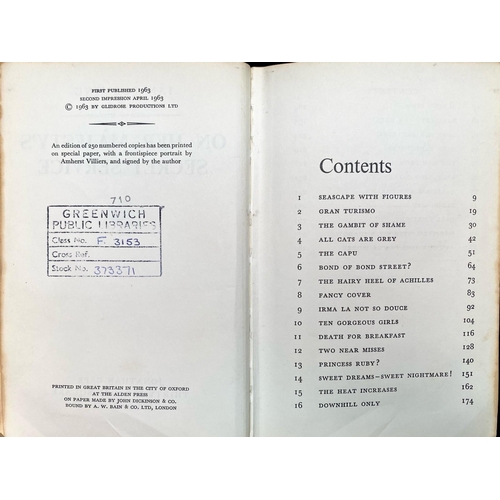 FIRST PUBLISHED 1963
SECOND IMPRESSION APRIL 1963
© 1963 BY GLIDROSE PRODUCTIONS LTD
An edition of 250 numbered copies has been printed
on special paper, with a frontispiece portrait by
Amherst Villiers, and signed by the author
710
GREENWICH
PUBLIC LIBRARIES
Class No. F. 3153
Cross Ref.
Stock No. 373371
PRINTED IN GREAT BRITAIN IN THE CITY OF OXFORD
AT THE ALDEN PRESS
ON PAPER MADE BY JOHN DICKINSON & CO.
BOUND BY A. W. BAIN & CO. LTD, LONDON
Contents
1 SEASCAPE WITH FIGURES 9
2 GRAN TURISMO 19
3 THE GAMBIT OF SHAME 30
4 ALL CATS ARE GREY 42
5 THE CAPU 51
6 BOND OF BOND STREET? 64
7 THE HAIRY HEEL OF ACHILLES 73
8 FANCY COVER 83
9 IRMA LA NOT SO DOUCE 92
10 TEN GORGEOUS GIRLS 104
11 DEATH FOR BREAKFAST 116
12 TWO NEAR MISSES 128
13 PRINCESS RUBY? 140
14 SWEET DREAMS—SWEET NIGHTMARE! 151
15 THE HEAT INCREASES 162
16 DOWNHILL ONLY 174